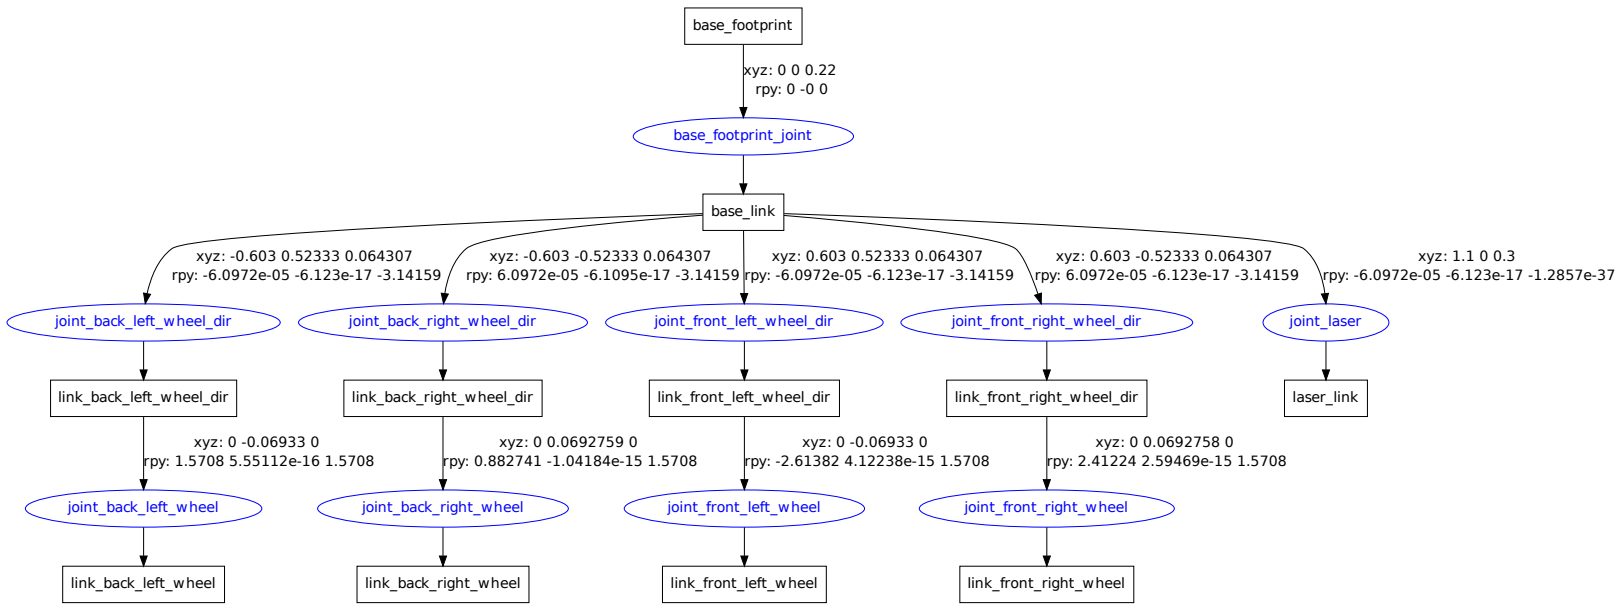 base_footprint
xyz: 0 0 0.22
rpy: 0 -0 0
base_footprint_joint
base_link
xyz: -0.603 0.52333 0.064307
rpy: -6.0972e-05 -6.123e-17 -3.14159
xyz: -0.603 -0.52333 0.064307
rpy: 6.0972e-05 -6.1095e-17 -3.14159
xyz: 0.603 0.52333 0.064307
rpy: -6.0972e-05 -6.123e-17 -3.14159
xyz: 0.603 -0.52333 0.064307
rpy: 6.0972e-05 -6.123e-17 -3.14159
xyz: 1.1 0 0.3
rpy: -6.0972e-05 -6.123e-17 -1.2857e-37
joint_back_left_wheel_dir
joint_back_right_wheel_dir
joint_front_left_wheel_dir
joint_front_right_wheel_dir
joint_laser
link_back_left_wheel_dir
link_back_right_wheel_dir
link_front_left_wheel_dir
link_front_right_wheel_dir
laser_link
xyz: 0 -0.06933 0
rpy: 1.5708 5.55112e-16 1.5708
xyz: 0 0.0692759 0
rpy: 0.882741 -1.04184e-15 1.5708
xyz: 0 -0.06933 0
rpy: -2.61382 4.12238e-15 1.5708
xyz: 0 0.0692758 0
rpy: 2.41224 2.59469e-15 1.5708
joint_back_left_wheel
joint_back_right_wheel
joint_front_left_wheel
joint_front_right_wheel
link_back_left_wheel
link_back_right_wheel
link_front_left_wheel
link_front_right_wheel